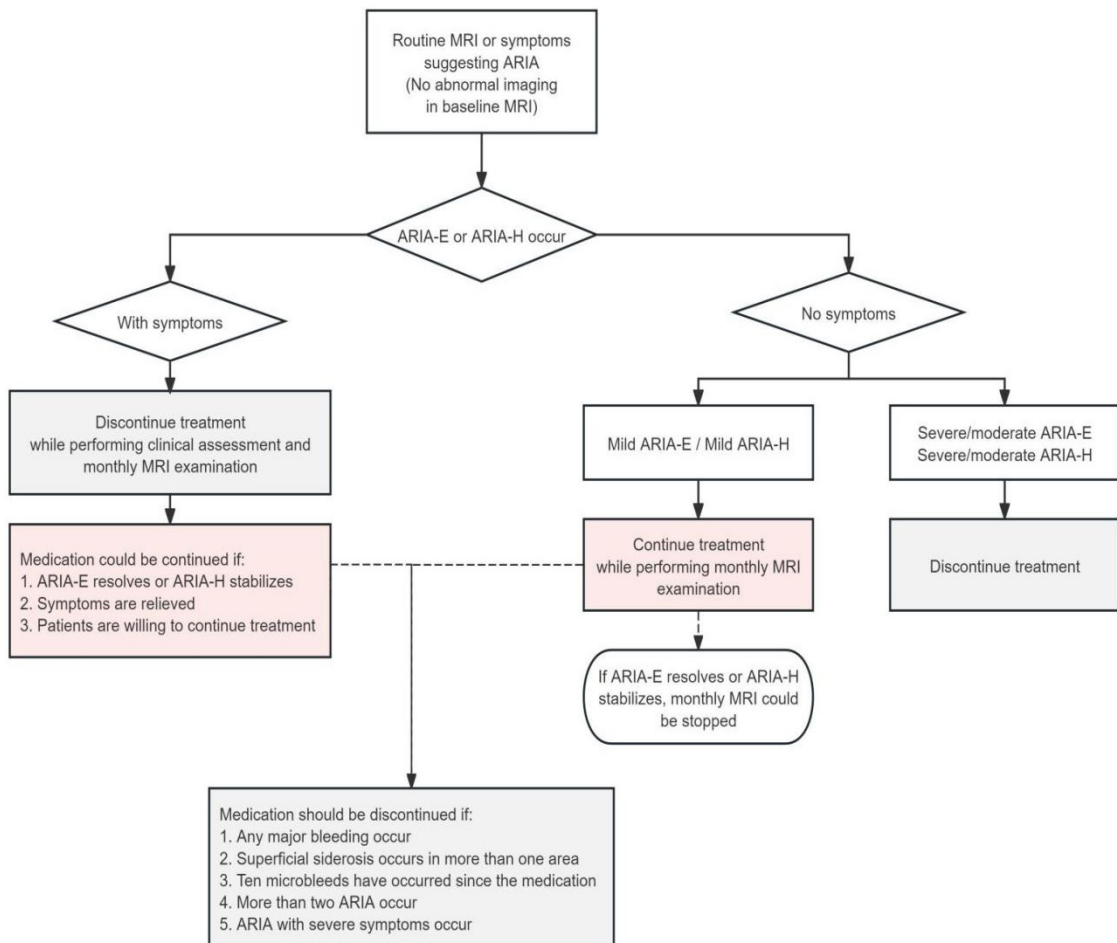 Routine MRI or symptoms
suggesting ARIA
(No abnormal imaging
in baseline MRI)
ARIA-E or ARIA-H occur
With symptoms
No symptoms
Discontinue treatment
while performing clinical assessment and
monthly MRI examination
Mild ARIA-E / Mild ARIA-H
Severe/moderate ARIA-E
Severe/moderate ARIA-H
Medication could be continued if:
1. ARIA-E resolves or ARIA-H stabilizes
2. Symptoms are relieved
3. Patients are willing to continue treatment
Continue treatment
while performing monthly MRI
examination
Discontinue treatment
If ARIA-E resolves or ARIA-H
stabilizes, monthly MRI could
be stopped
Medication should be discontinued if:
1. Any major bleeding occur
2. Superficial siderosis occurs in more than one area
3. Ten microbleeds have occurred since the medication
4. More than two ARIA occur
5. ARIA with severe symptoms occur